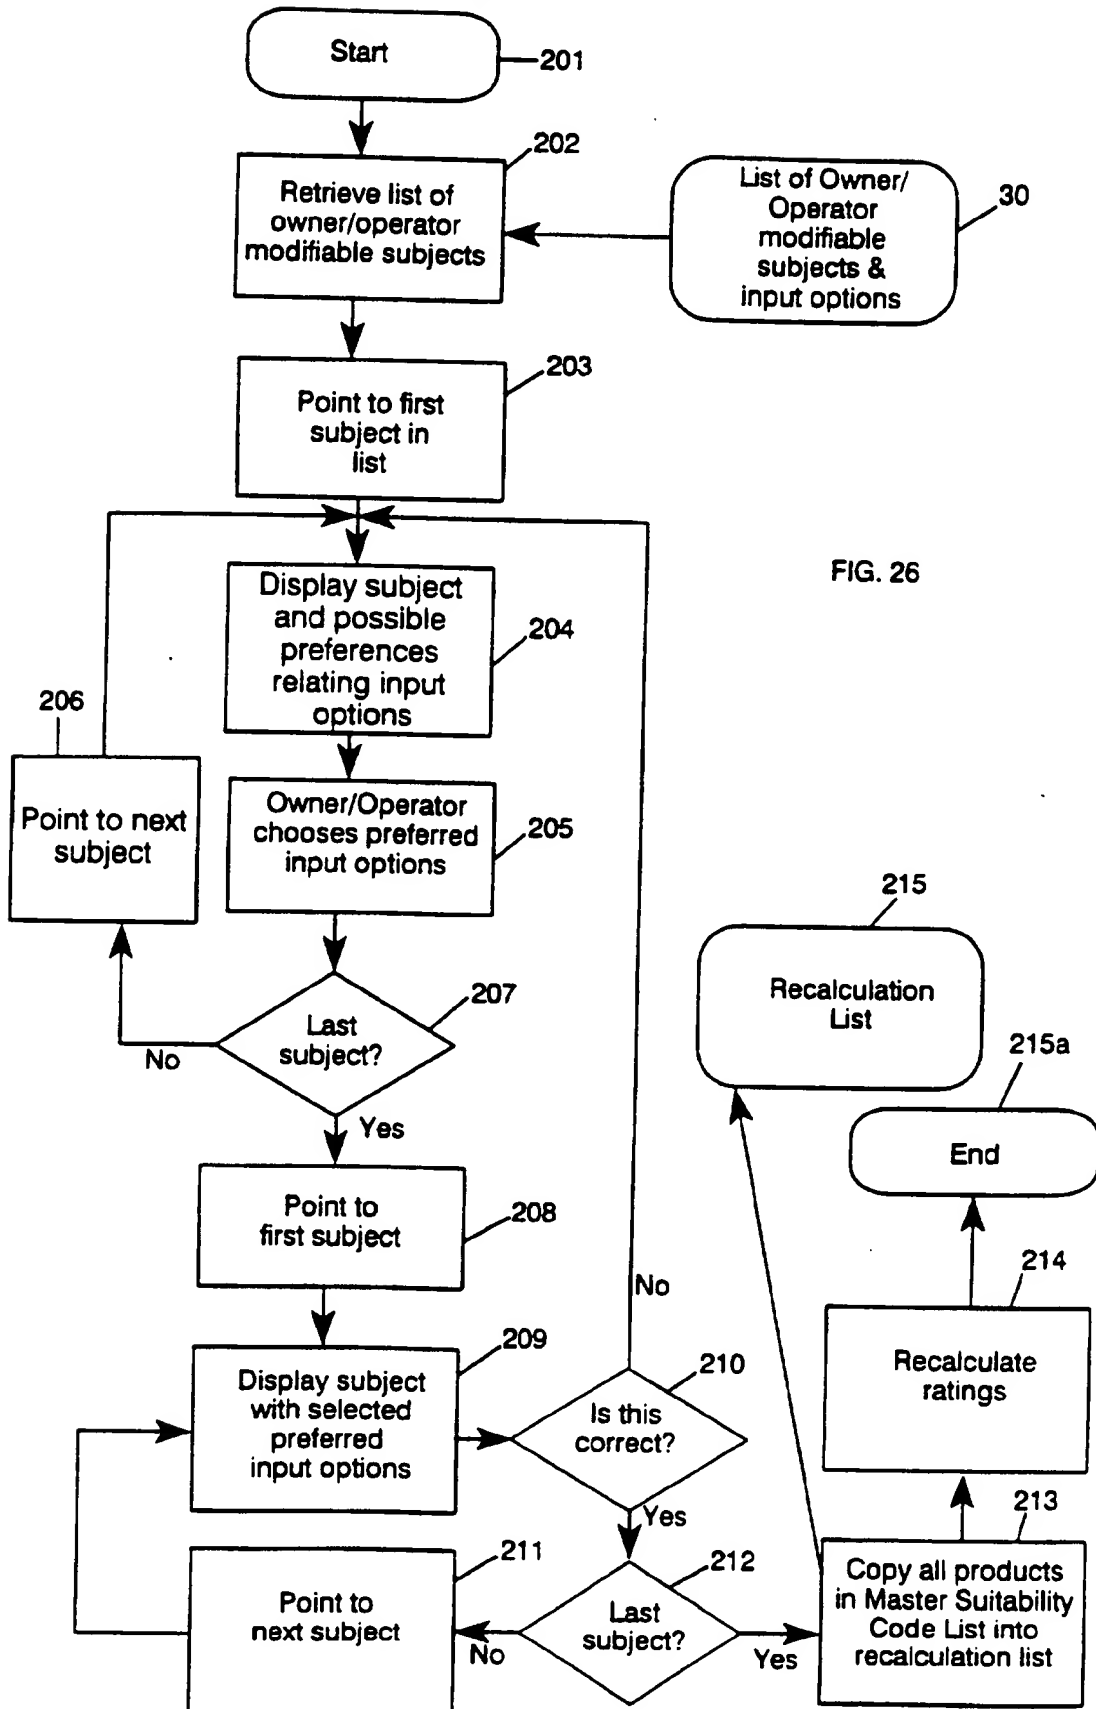 Start
201
202
Retrieve list of
owner/operator
modifiable subjects
List of Owner/
Operator
modifiable
subjects &
input options
30
203
Point to first
subject in
list
FIG. 26
Display subject
and possible
preferences
relating input
options
204
206
Point to next
subject
Owner/Operator
chooses preferred
input options
205
215
Recalculation
List
207
Last
subject?
No
Yes
215a
End
Point to
first subject
208
No
214
Recalculate
ratings
209
Display subject
with selected
preferred
input options
210
Is this
correct?
Yes
213
Copy all products
in Master Suitability
Code List into
recalculation list
211
Point to
next subject
212
Last
subject?
No
Yes